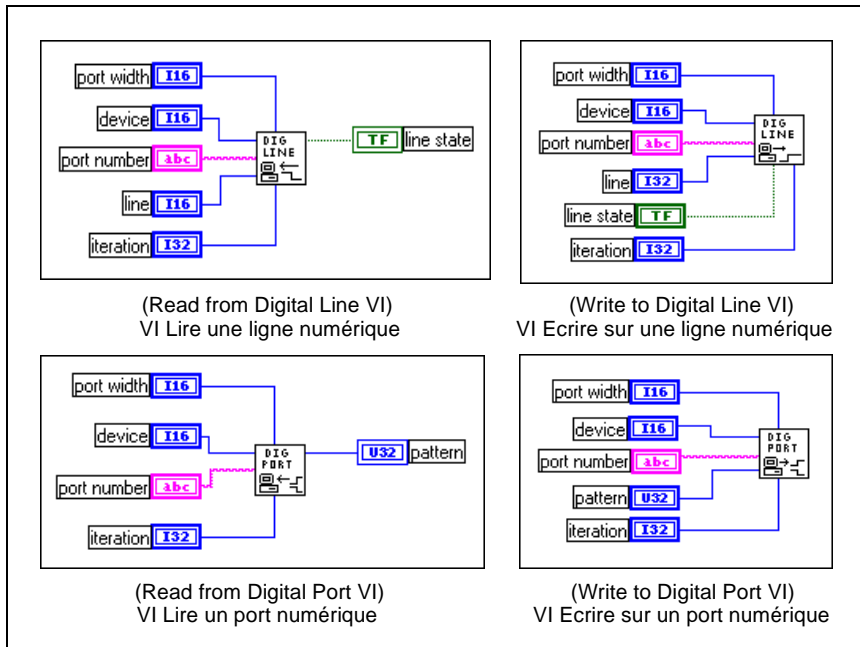 port width I16
device I16
port number abc
line I16
iteration I32
DIG
LINE
TF line state
port width I16
device I16
port number abc
line I32
line state TF
iteration I32
DIG
LINE
(Read from Digital Line VI)
VI Lire une ligne numérique
(Write to Digital Line VI)
VI Ecrire sur une ligne numérique
port width I16
device I16
port number abc
iteration I32
DIG
PORT
U32 pattern
port width I16
device I16
port number abc
pattern U32
iteration I32
DIG
PORT
(Read from Digital Port VI)
VI Lire un port numérique
(Write to Digital Port VI)
VI Ecrire sur un port numérique